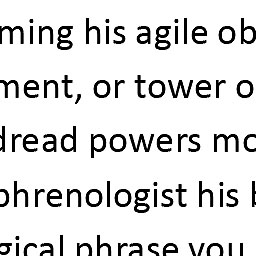 ming his agile ob
ment, or tower o
dread powers mo
phrenologist his b
gical phrase you